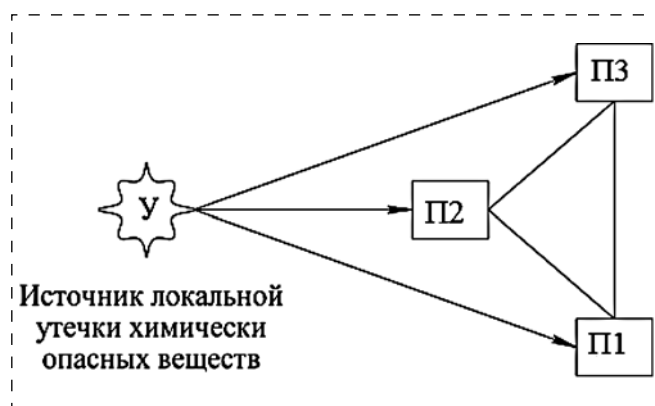 П3
У
П2
Источник локальной
утечки химически
опасных веществ
П1